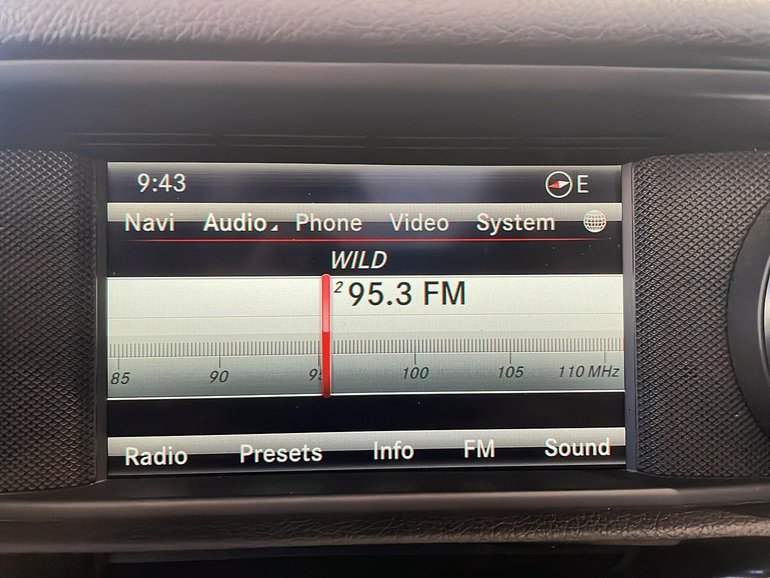 9:43 E
Navi Audio Phone Video System
WILD
2 95.3 FM
85 90 95 100 105 110 MHz
Radio Presets Info FM Sound